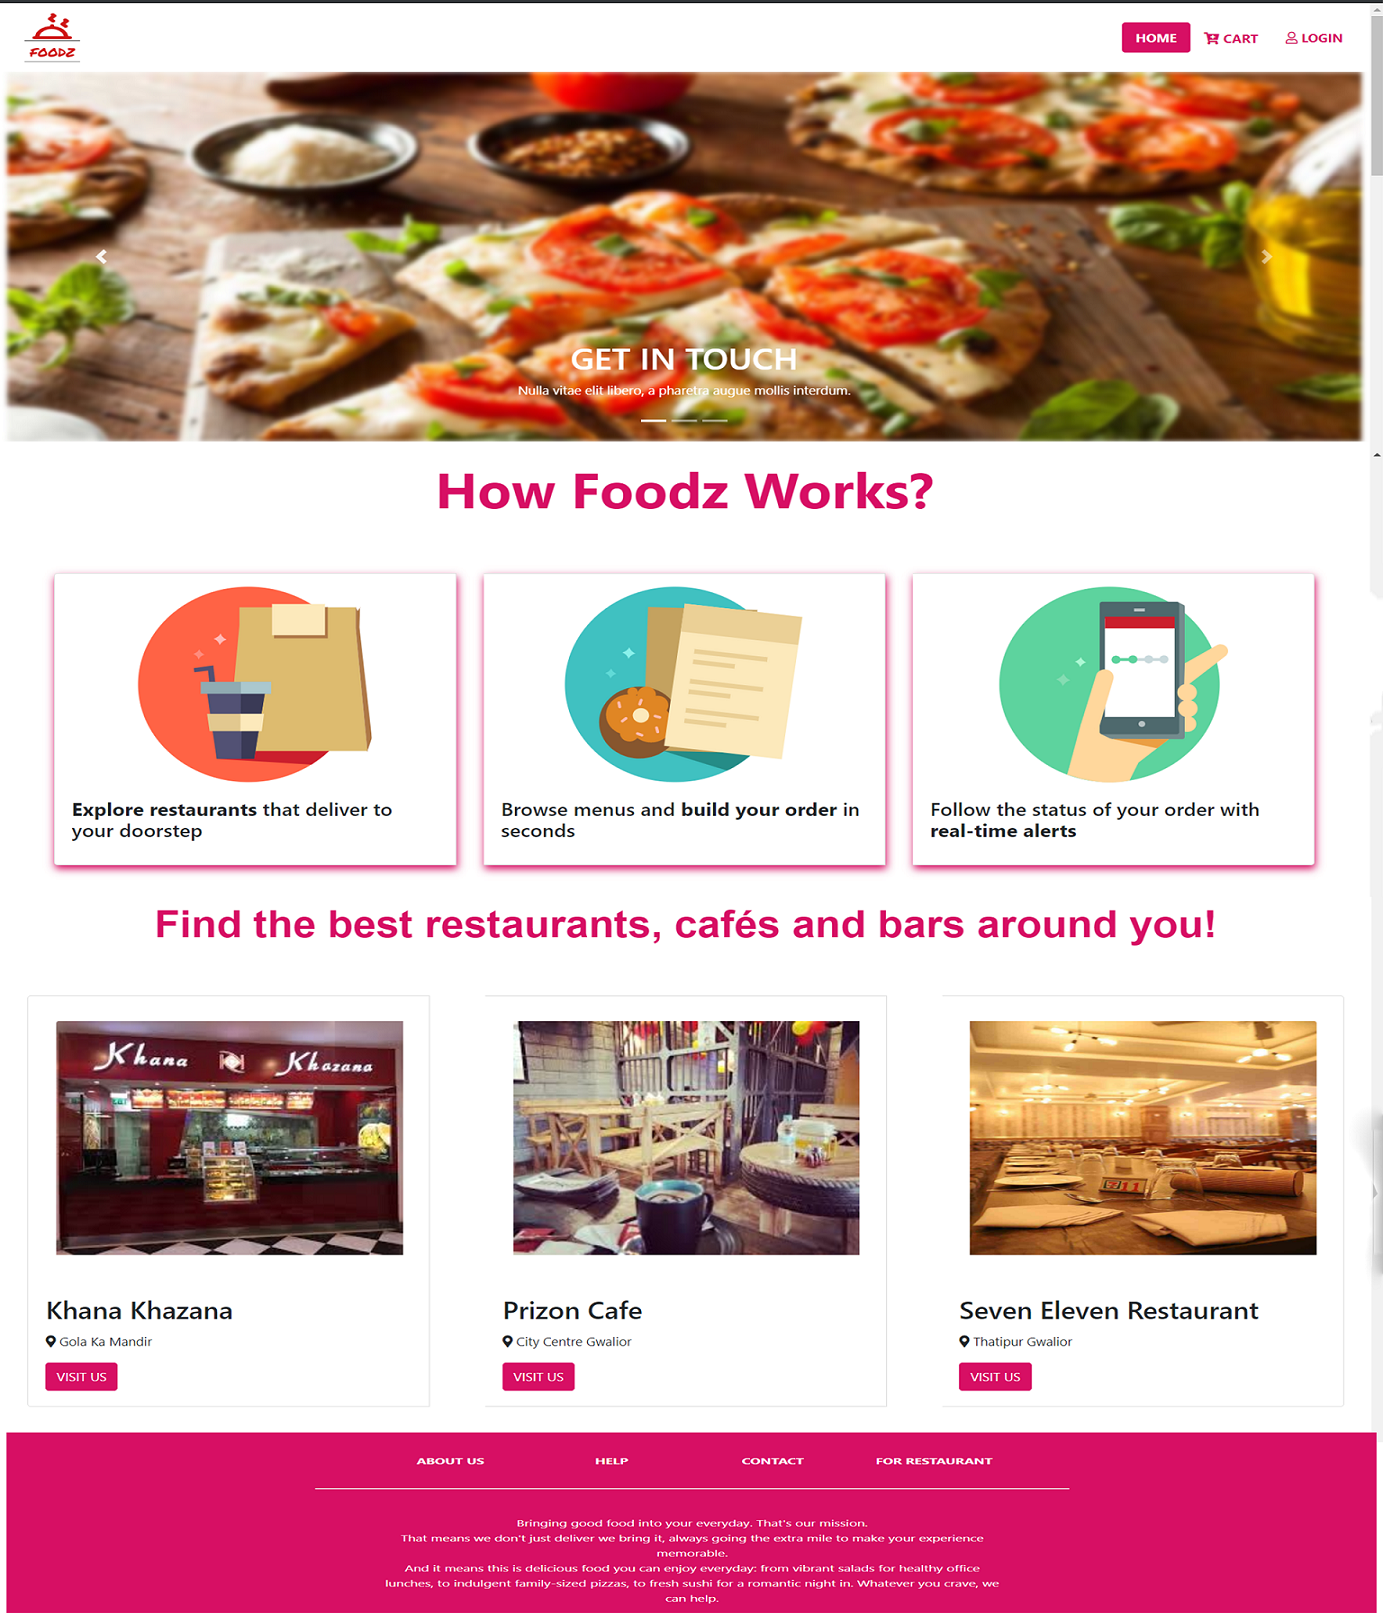 FOODZ
HOME
CART
LOGIN
GET IN TOUCH
Nulla vitae elit libero, a pharetra augue mollis interdum.
How Foodz Works?
Explore restaurants that deliver to
your doorstep
Browse menus and build your order in
seconds
Follow the status of your order with
real-time alerts
Find the best restaurants, cafés and bars around you!
Khana Khazana
7 11
Khana Khazana
Gola Ka Mandir
VISIT US
Prizon Cafe
City Centre Gwalior
VISIT US
Seven Eleven Restaurant
Thatipur Gwalior
VISIT US
ABOUT US
HELP
CONTACT
FOR RESTAURANT
Bringing good food into your everyday. That's our mission.
That means we don't just deliver we bring it, always going the extra mile to make your experience
memorable.
And it means this is delicious food you can enjoy everyday: from vibrant salads for healthy office
lunches, to indulgent family-sized pizzas, to fresh sushi for a romantic night in. Whatever you crave, we
can help.